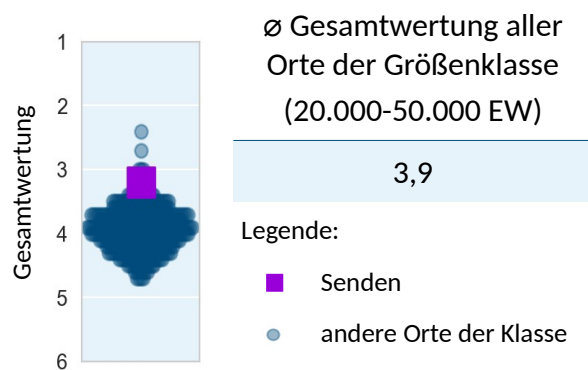 Gesamtwertung
1
2
3
4
5
6
⌀ Gesamtwertung aller
Orte der Größenklasse
(20.000-50.000 EW)
3,9
Legende:
Senden
andere Orte der Klasse